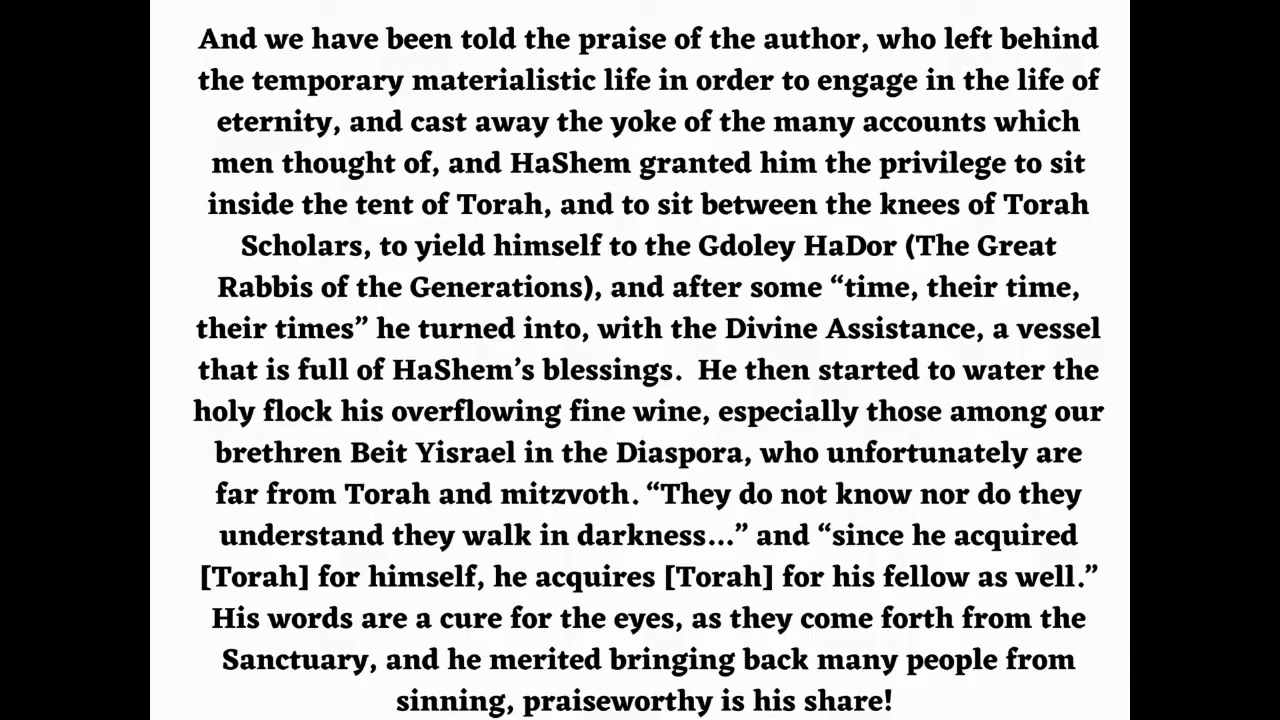 And we have been told the praise of the author, who left behind
the temporary materialistic life in order to engage in the life of
eternity, and cast away the yoke of the many accounts which
men thought of, and HaShem granted him the privilege to sit
inside the tent of Torah, and to sit between the knees of Torah
Scholars, to yield himself to the Gdoley HaDor (The Great
Rabbis of the Generations), and after some “time, their time,
their times” he turned into, with the Divine Assistance, a vessel
that is full of HaShem’s blessings.  He then started to water the
holy flock his overflowing fine wine, especially those among our
brethren Beit Yisrael in the Diaspora, who unfortunately are
far from Torah and mitzvoth. “They do not know nor do they
understand they walk in darkness...” and “since he acquired
[Torah] for himself, he acquires [Torah] for his fellow as well.”
His words are a cure for the eyes, as they come forth from the
Sanctuary, and he merited bringing back many people from
sinning, praiseworthy is his share!